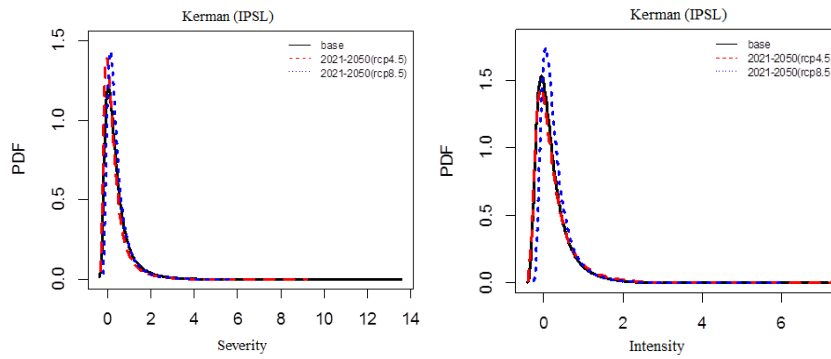 Kerman (IPSL)
base
2021-2050(rcp4.5)
2021-2050(rcp8.5)
PDF
1.5
1.0
0.5
0.0
0 2 4 6 8 10 12 14
Severity
Kerman (IPSL)
base
2021-2050(rcp4.5
2021-2050(rcp8.5
PDF
1.5
1.0
0.5
0.0
0 2 4 6
Intensity